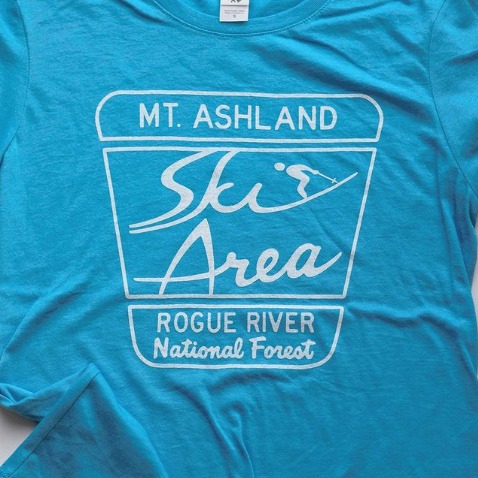 MT. ASHLAND
Ski
Area
ROGUE RIVER
National Forest